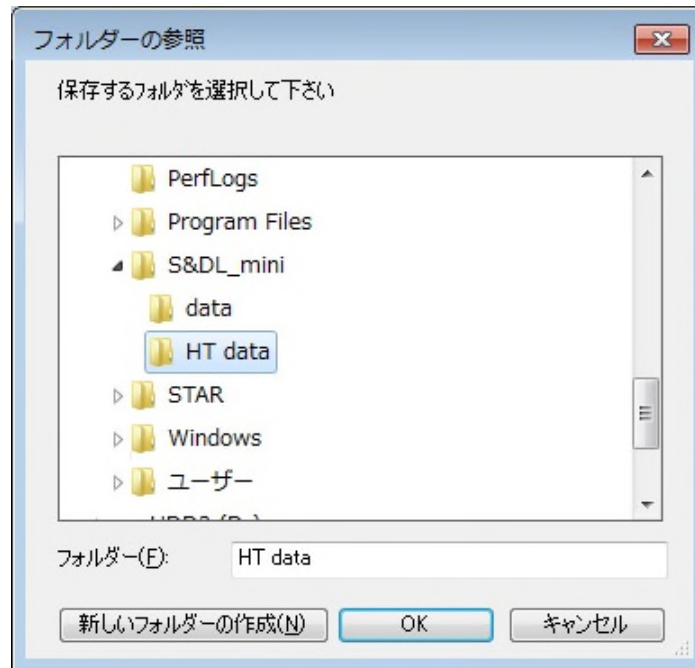 フォルダーの参照
保存するフォルダを選択して下さい
PerfLogs
Program Files
S&DL_mini
data
HT data
STAR
Windows
ユーザー
フォルダー(F): HT data
新しいフォルダーの作成(N) OK キャンセル